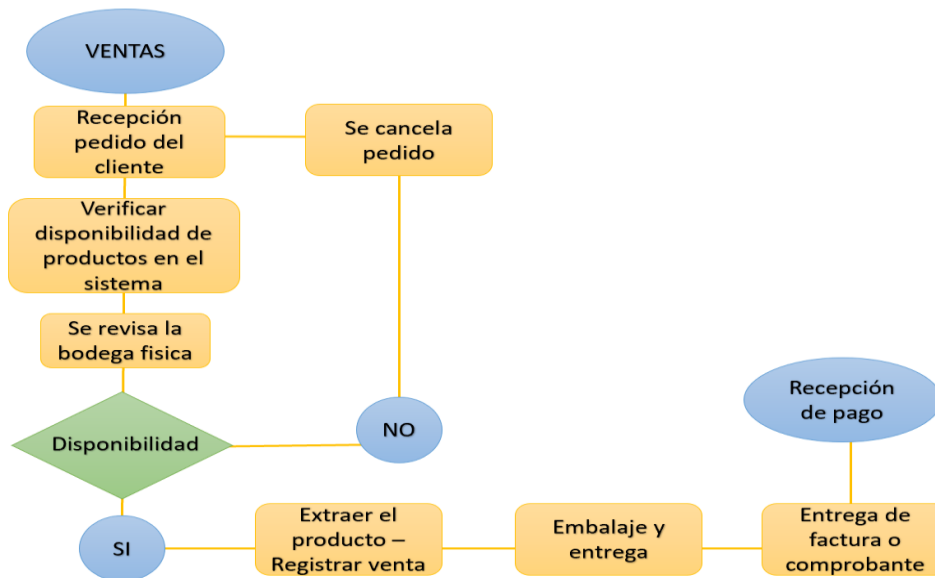 VENTAS
Recepción
pedido del
cliente
Se cancela
pedido
Verificar
disponibilidad de
productos en el
sistema
Se revisa la
bodega fisica
Disponibilidad
NO
Recepción
de pago
SI
Extraer el
producto –
Registrar venta
Embalaje y
entrega
Entrega de
factura o
comprobante